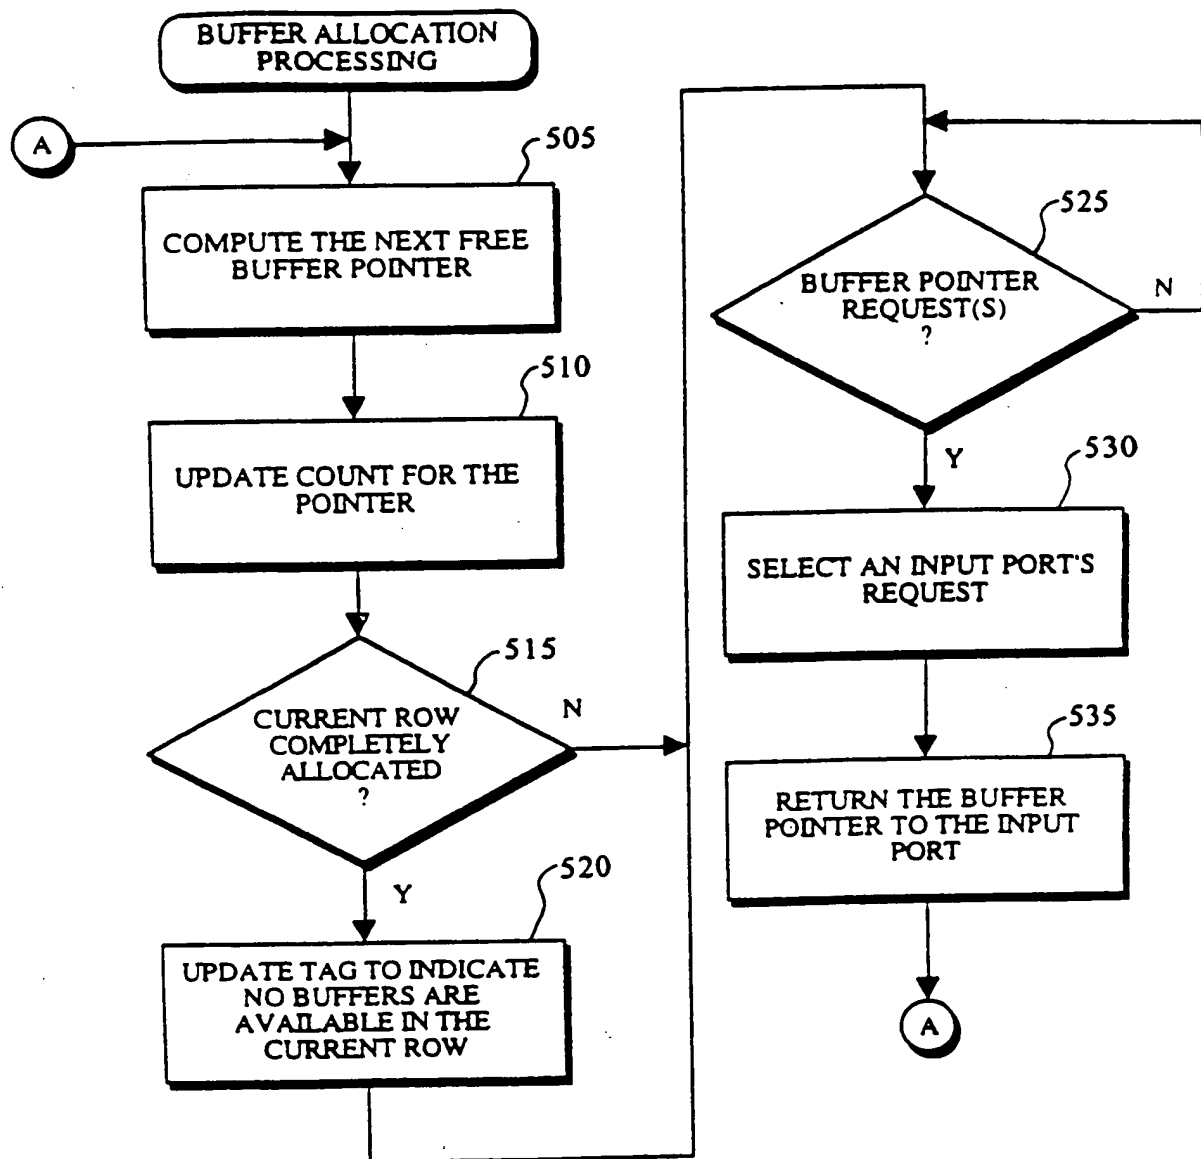 BUFFER ALLOCATION
PROCESSING
A
505
COMPUTE THE NEXT FREE
BUFFER POINTER
510
UPDATE COUNT FOR THE
POINTER
515
CURRENT ROW
COMPLETELY
ALLOCATED
?
N
Y
520
UPDATE TAG TO INDICATE
NO BUFFERS ARE
AVAILABLE IN THE
CURRENT ROW
525
BUFFER POINTER
REQUEST(S)
?
N
Y
530
SELECT AN INPUT PORT'S
REQUEST
535
RETURN THE BUFFER
POINTER TO THE INPUT
PORT
A